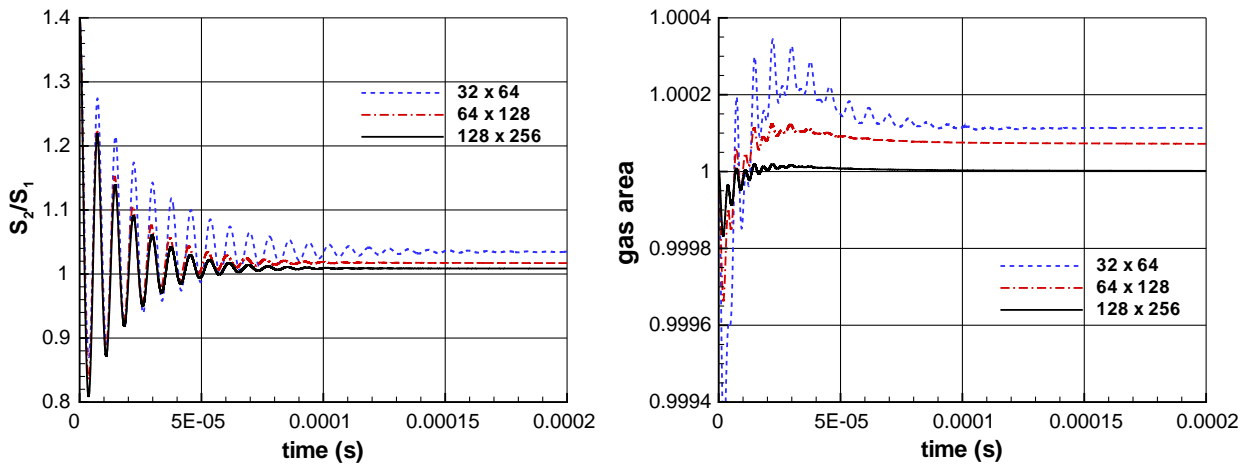 1.4
1.3
1.2
1.1
1
0.9
0.8
S2/S1
32 x 64
64 x 128
128 x 256
0
5E-05
0.0001
0.00015
0.0002
time (s)
1.0004
1.0002
1
0.9998
0.9996
0.9994
gas area
32 x 64
64 x 128
128 x 256
0
5E-05
0.0001
0.00015
0.0002
time (s)